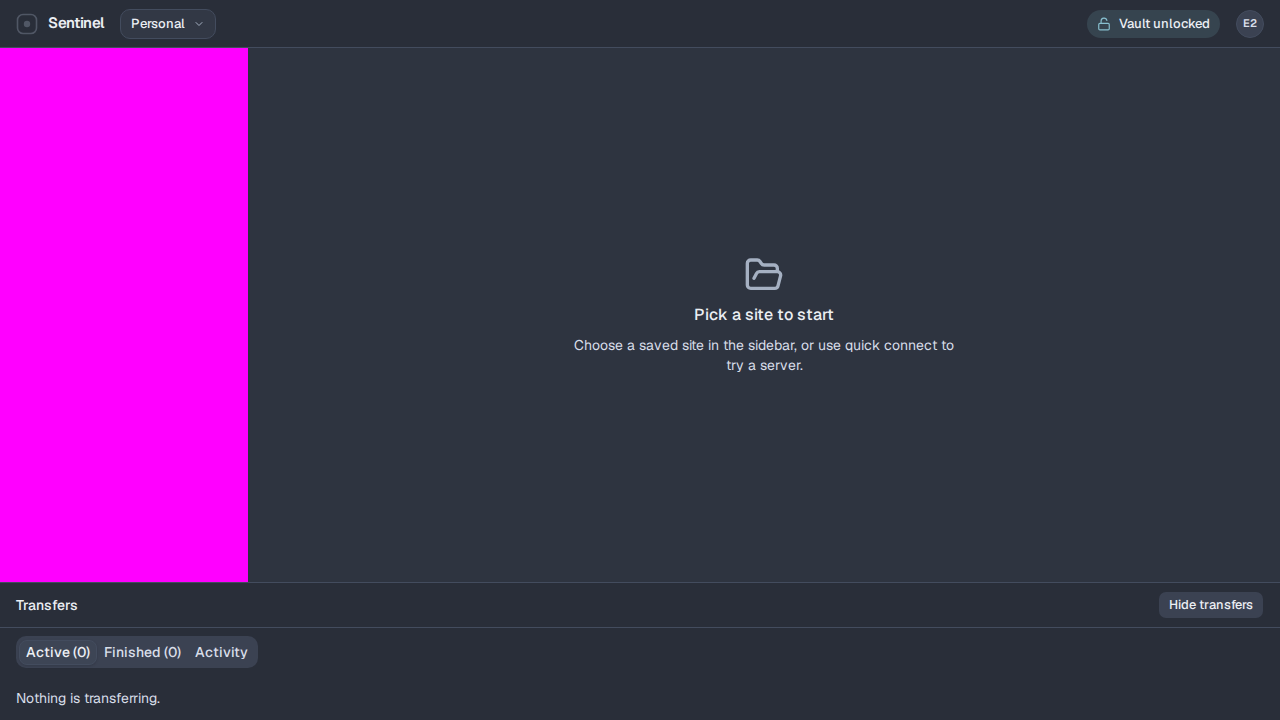 Sentinel
Personal
Vault unlocked
E2
Pick a site to start
Choose a saved site in the sidebar, or use quick connect to
try a server.
Transfers
Hide transfers
Active (0)
Finished (0)
Activity
Nothing is transferring.